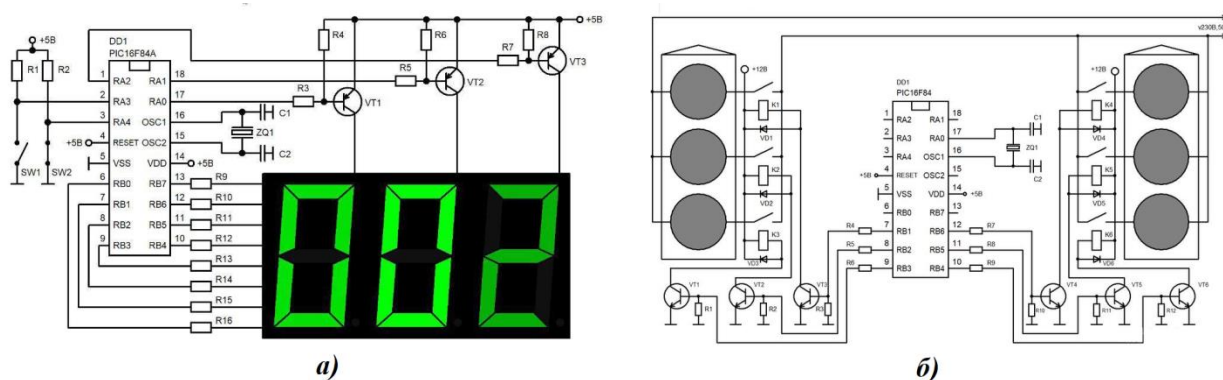 +5В
R1
R2
DD1
PIC16F84A
1 RA2 RA1 18
2 RA3 RA0 17
3 RA4 OSC1 16
4 RESET OSC2 15
5 VSS VDD 14
6 RB0 RB7 13
7 RB1 RB6 12
8 RB2 RB5 11
9 RB3 RB4 10
+5В
+5В
SW1
SW2
R3
R4
R5
R6
R7
R8
+5В
VT1
VT2
VT3
C1
ZQ1
C2
R9
R10
R11
R12
R13
R14
R15
R16
002
а)
+12В
K1
VD1
K2
VD2
K3
VD3
DD1
PIC16F84
1 RA2 RA1 18
2 RA3 RA0 17
3 RA4 OSC1 16
4 RESET OSC2 15
5 VSS VDD 14
6 RB0 RB7 13
7 RB1 RB6 12
8 RB2 RB5 11
9 RB3 RB4 10
+5В
+5В
C1
ZQ1
C2
R4
R5
R6
R7
R8
R9
VT1
R1
VT2
R2
VT3
R3
+12В
K4
VD4
K5
VD5
K6
VD6
R10
VT4
R11
VT5
R12
VT6
б)